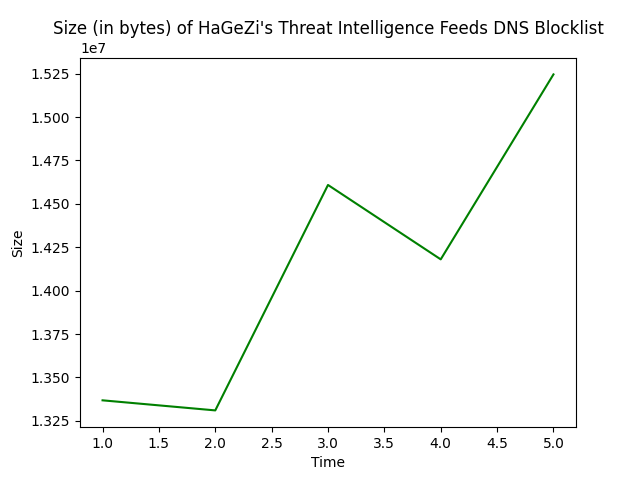 Size (in bytes) of HaGeZi's Threat Intelligence Feeds DNS Blocklist
1e7
1.525
1.500
1.475
1.450
1.425
1.400
1.375
1.350
1.325
Size
1.0 1.5 2.0 2.5 3.0 3.5 4.0 4.5 5.0
Time